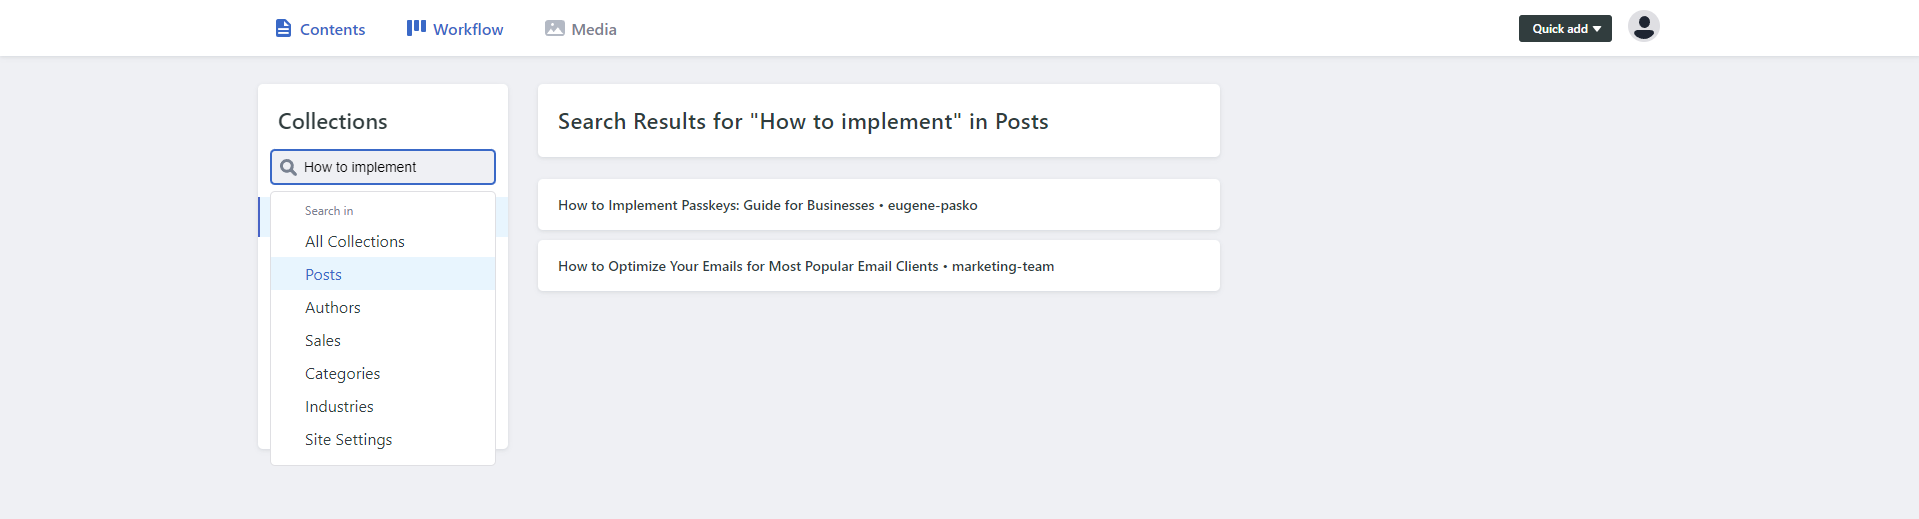 Contents
Workflow
Media
Quick add
Collections
How to implement
Search in
All Collections
Posts
Authors
Sales
Categories
Industries
Site Settings
Search Results for "How to implement" in Posts
How to Implement Passkeys: Guide for Businesses • eugene-pasko
How to Optimize Your Emails for Most Popular Email Clients • marketing-team